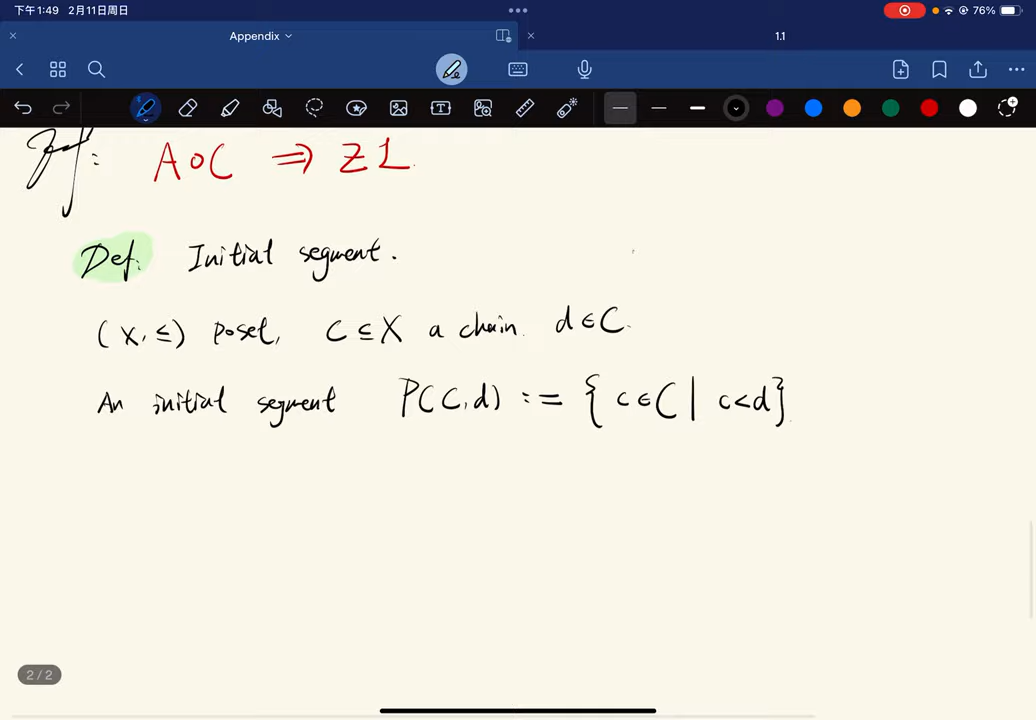 下午1:49 2月11日周日
76%
Appendix
1.1
Pf: AOC ⇒ ZL.
Def: Initial segment.
(X, ≤) poset, C ⊆ X a chain. d ∈ C.
An initial segment P(C, d) := { c ∈ C | c < d }.
2 / 2